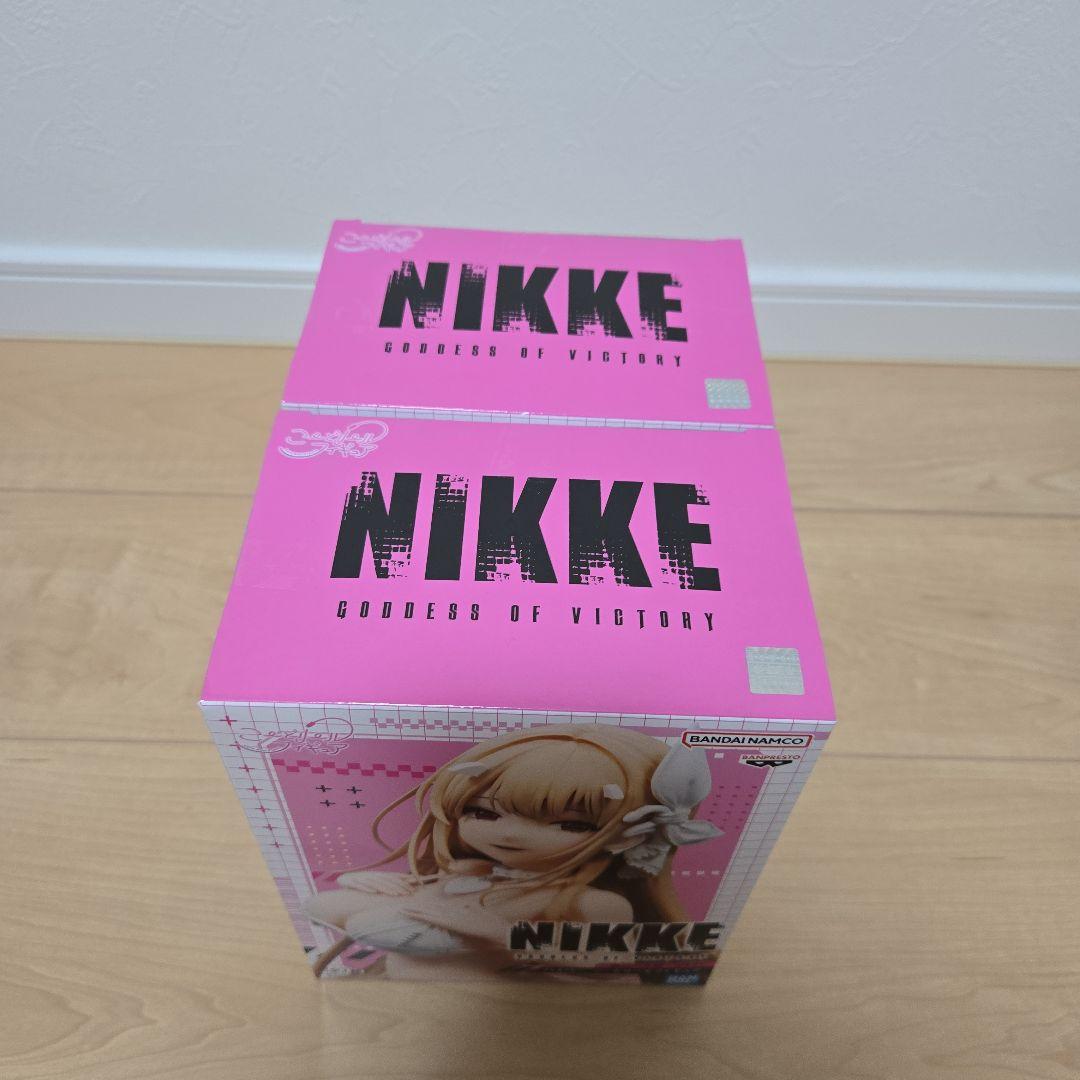 NIKKE
GODDESS OF VICTORY
NIKKE
GODDESS OF VICTORY
BANDAI NAMCO
BANPRESTO
NIKKE